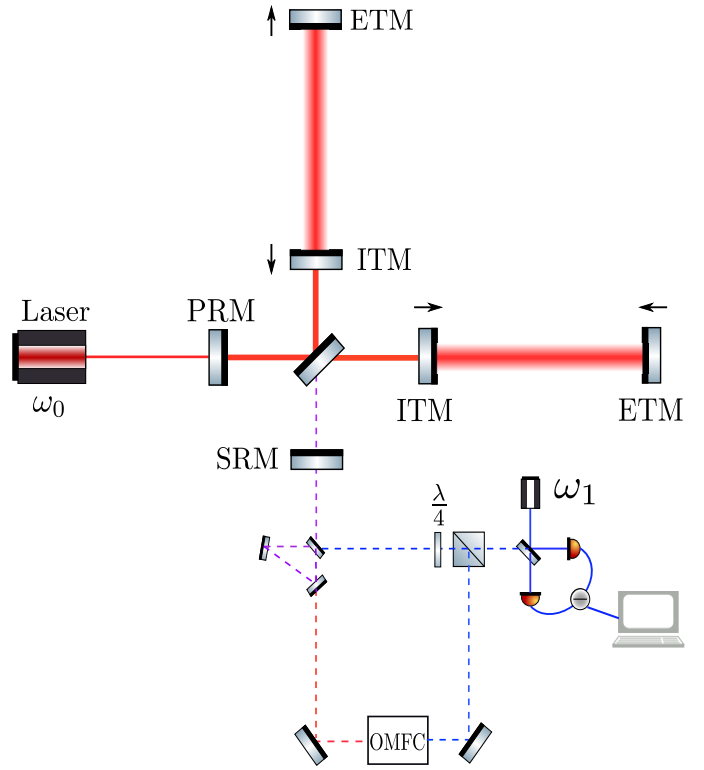 ETM
ITM
Laser
PRM
ω₀
ITM
ETM
SRM
λ/4
ω₁
OMFC